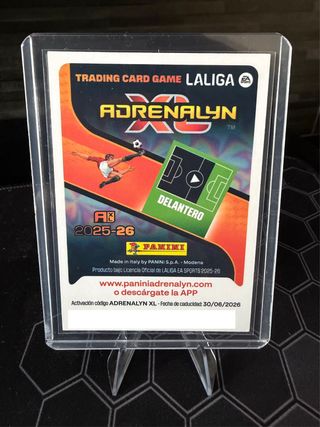 TRADING CARD GAME LALIGA EA
ADRENALYN
XL TM
DELANTERO
2025-26
PANINI
Made in Italy by PANINI S.p.A. - Modena
Producto bajo Licencia Oficial de LALIGA EA SPORTS 2025-26
www.paniniadrenalyn.com
o descárgate la APP
Activación código ADRENALYN XL - Fecha de caducidad: 30/06/2026